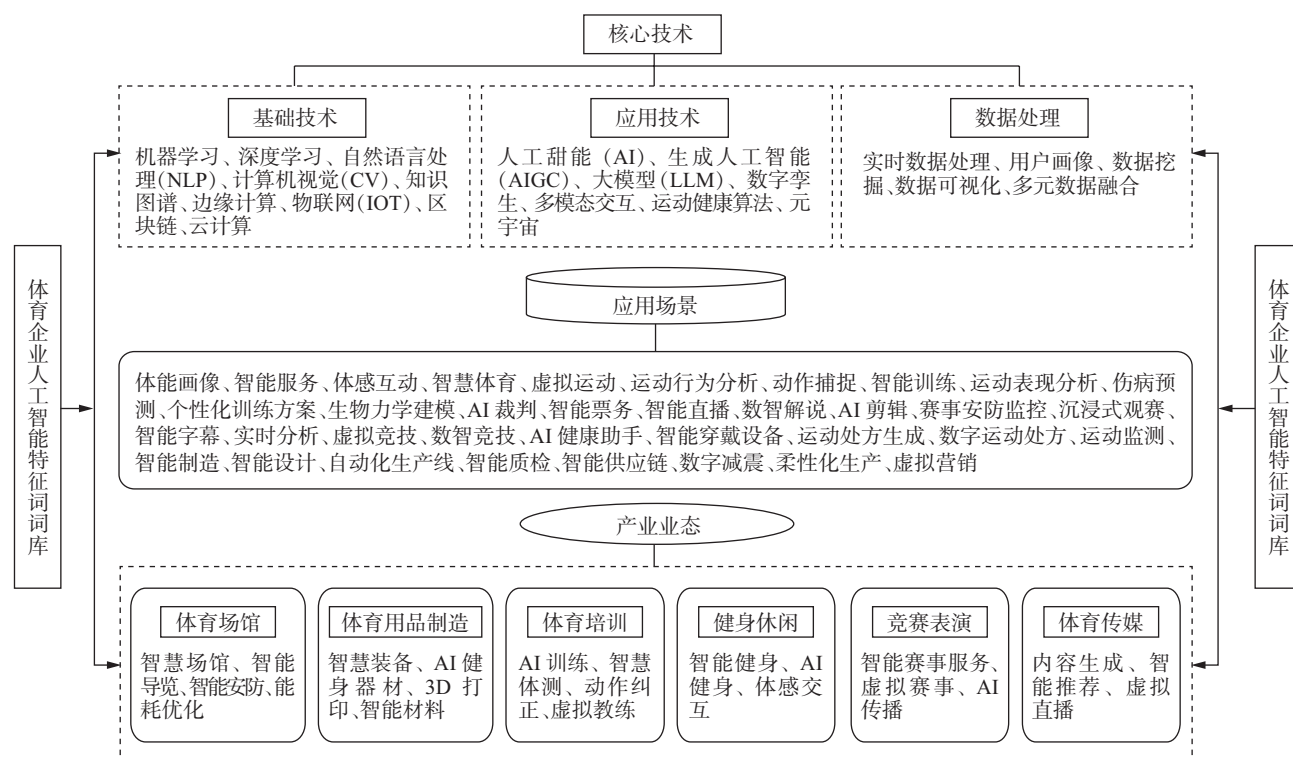 核心技术
基础技术
机器学习、深度学习、自然语言处
理(NLP)、计算机视觉(CV)、知识
图谱、边缘计算、物联网(IOT)、区
块链、云计算
应用技术
人工甜能 (AI)、生成人工智能
(AIGC)、大模型(LLM)、数字孪
生、多模态交互、运动健康算法、元
宇宙
数据处理
实时数据处理、用户画像、数据挖
掘、数据可视化、多元数据融合
体育企业人工智能特征词词库
应用场景
体能画像、智能服务、体感互动、智慧体育、虚拟运动、运动行为分析、动作捕捉、智能训练、运动表现分析、伤病预
测、个性化训练方案、生物力学建模、AI 裁判、智能票务、智能直播、数智解说、AI 剪辑、赛事安防监控、沉浸式观赛、
智能字幕、实时分析、虚拟竞技、数智竞技、AI 健康助手、智能穿戴设备、运动处方生成、数字运动处方、运动监测、
智能制造、智能设计、自动化生产线、智能质检、智能供应链、数字减震、柔性化生产、虚拟营销
体育企业人工智能特征词词库
产业业态
体育场馆
智慧场馆、智能
导览、智能安防、能
耗优化
体育用品制造
智慧装备、AI 健
身器材、3D 打
印、智能材料
体育培训
AI 训练、智慧
体测、动作纠
正、虚拟教练
健身休闲
智能健身、AI
健身、体感交
互
竞赛表演
智能赛事服务、
虚拟赛事、AI
传播
体育传媒
内容生成、智
能推荐、虚拟
直播